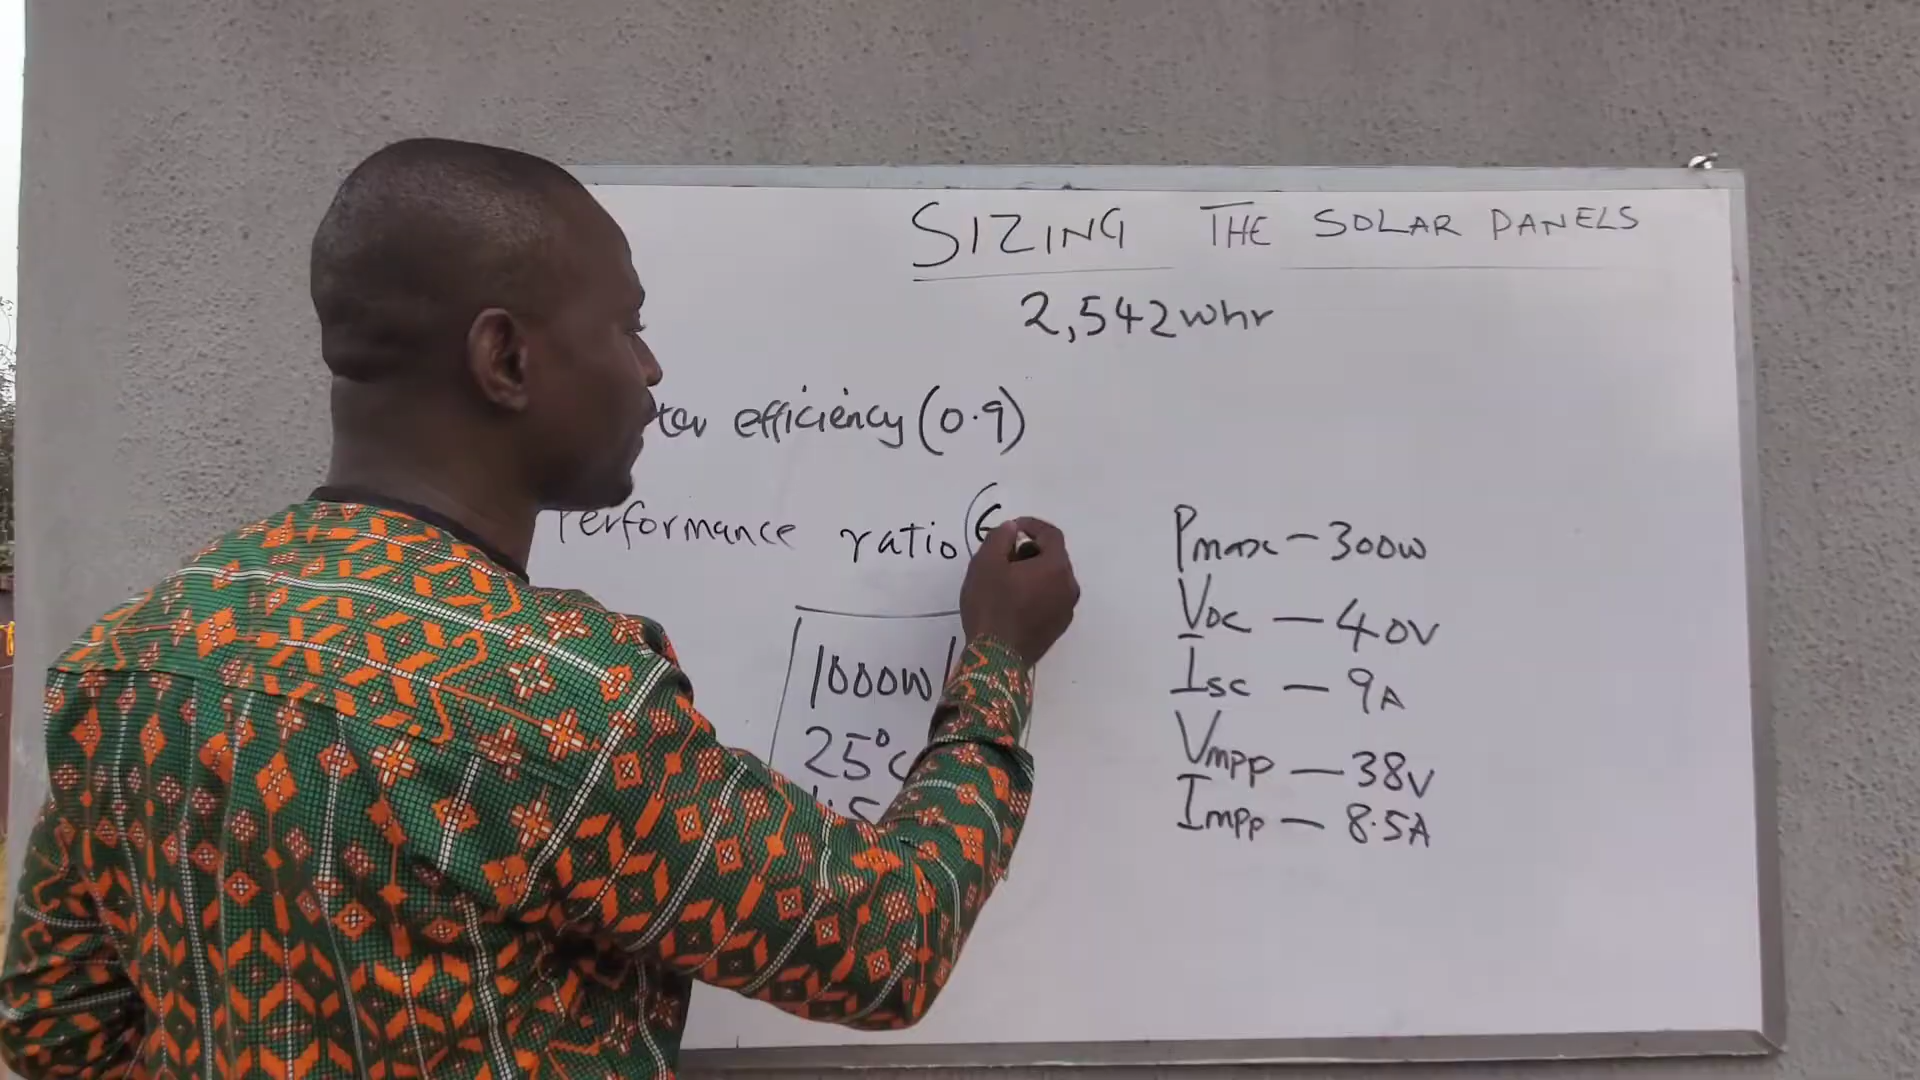 SIZING THE SOLAR PANELS
2,542whr
efficiency (0.9)
Performance ratio (
1000W/
25°C
Pmax - 300W
Voc - 40V
Isc - 9A
Vmpp - 38V
Impp - 8.5A